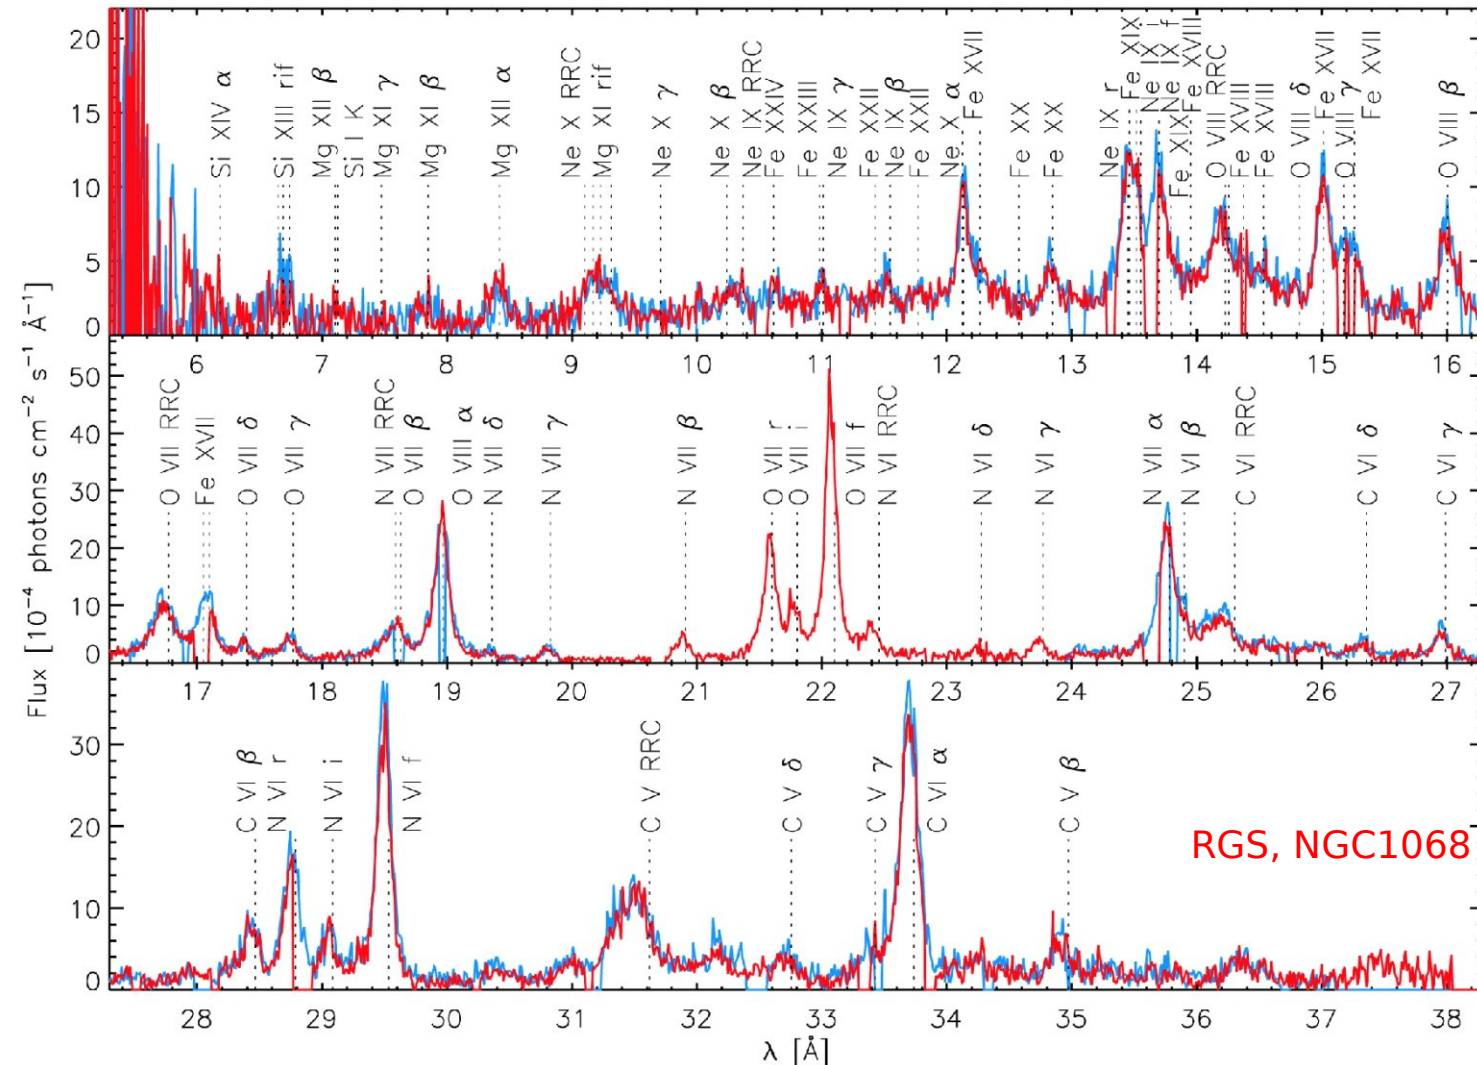 Flux [10⁻⁴ photons cm⁻² s⁻¹ Å⁻¹]
20
15
10
5
0
Si XIV α
Si XIII rif
Mg XII β
Si I K
Mg XI γ
Mg XI β
Mg XII α
Ne X RRC
Mg XI rif
Ne X γ
Ne X β
Ne IX RRC
Fe XXIV
Fe XXIII
Ne IX γ
Fe XXII
Ne IX β
Fe XXII
Ne X α
Fe XVII
Fe XX
Fe XX
Ne IX r
Fe XIX
Ne IX i
Fe XIX
Ne IX f
Fe XVIII
O VIII RRC
Fe XVIII
Fe XVIII
O VIII δ
Fe XVII
O VIII γ
Fe XVII
O VIII β
6 7 8 9 10 11 12 13 14 15 16
50
40
30
20
10
0
O VII RRC
Fe XVII
O VII δ
O VII γ
N VII RRC
O VII β
O VIII α
N VII δ
N VII γ
N VII β
O VII r
O VII i
O VII f
N VI RRC
N VI δ
N VI γ
N VII α
N VI β
C VI RRC
C VI δ
C VI γ
17 18 19 20 21 22 23 24 25 26 27
30
20
10
0
C VI β
N VI r
N VI i
N VI f
C V RRC
C V δ
C V γ
C VI α
C V β
RGS, NGC1068
28 29 30 31 32 33 34 35 36 37 38
λ [Å]